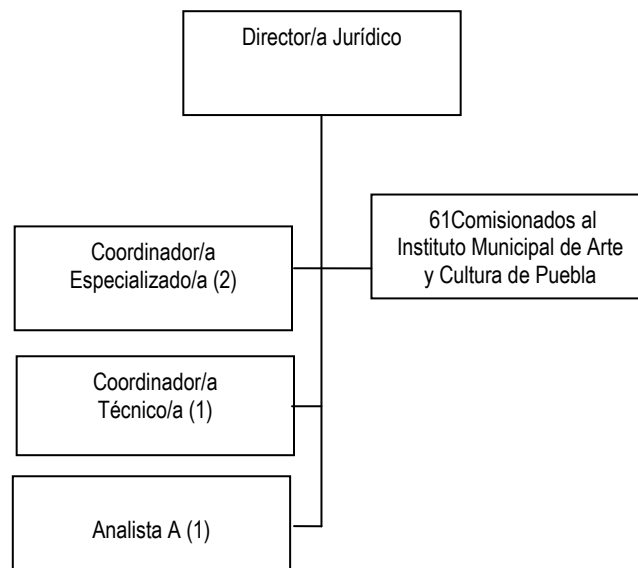 Director/a Jurídico
61Comisionados al
Instituto Municipal de Arte
y Cultura de Puebla
Coordinador/a
Especializado/a (2)
Coordinador/a
Técnico/a (1)
Analista A (1)